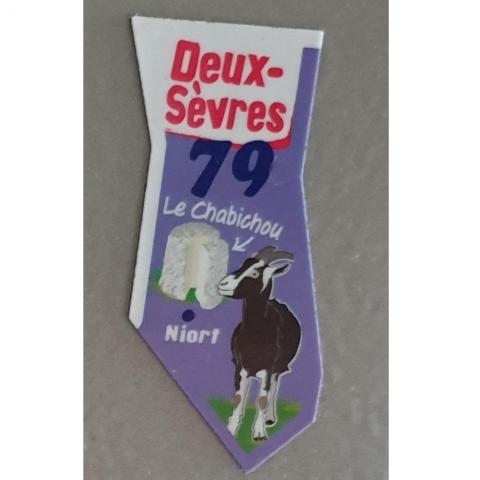 Deux-
Sèvres
79
Le Chabichou
Niort